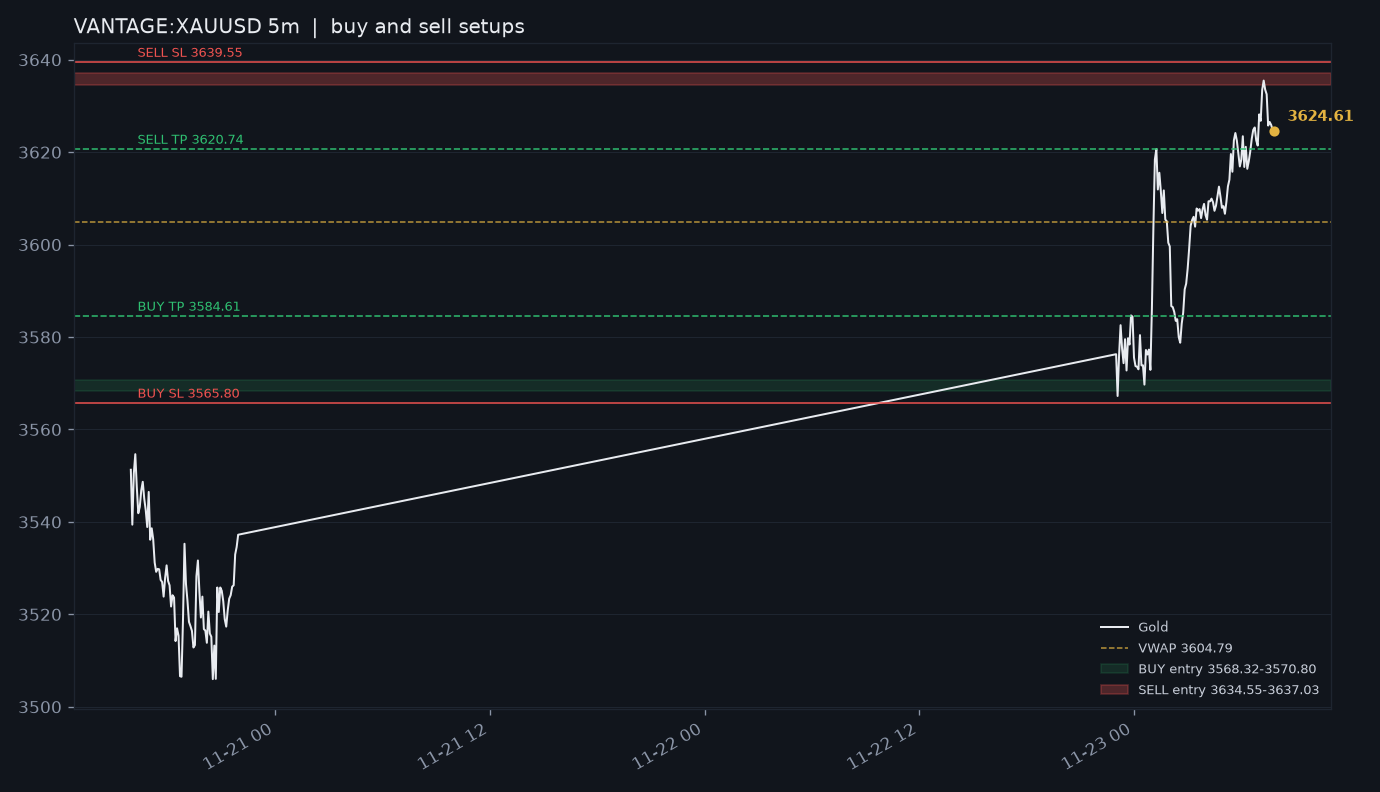 VANTAGE:XAUUSD 5m | buy and sell setups
3640
SELL SL 3639.55
3624.61
SELL TP 3620.74
3620
3600
BUY TP 3584.61
3580
BUY SL 3565.80
3560
3540
3520
3500
Gold
VWAP 3604.79
BUY entry 3568.32-3570.80
SELL entry 3634.55-3637.03
11-21 00
11-21 12
11-22 00
11-22 12
11-23 00